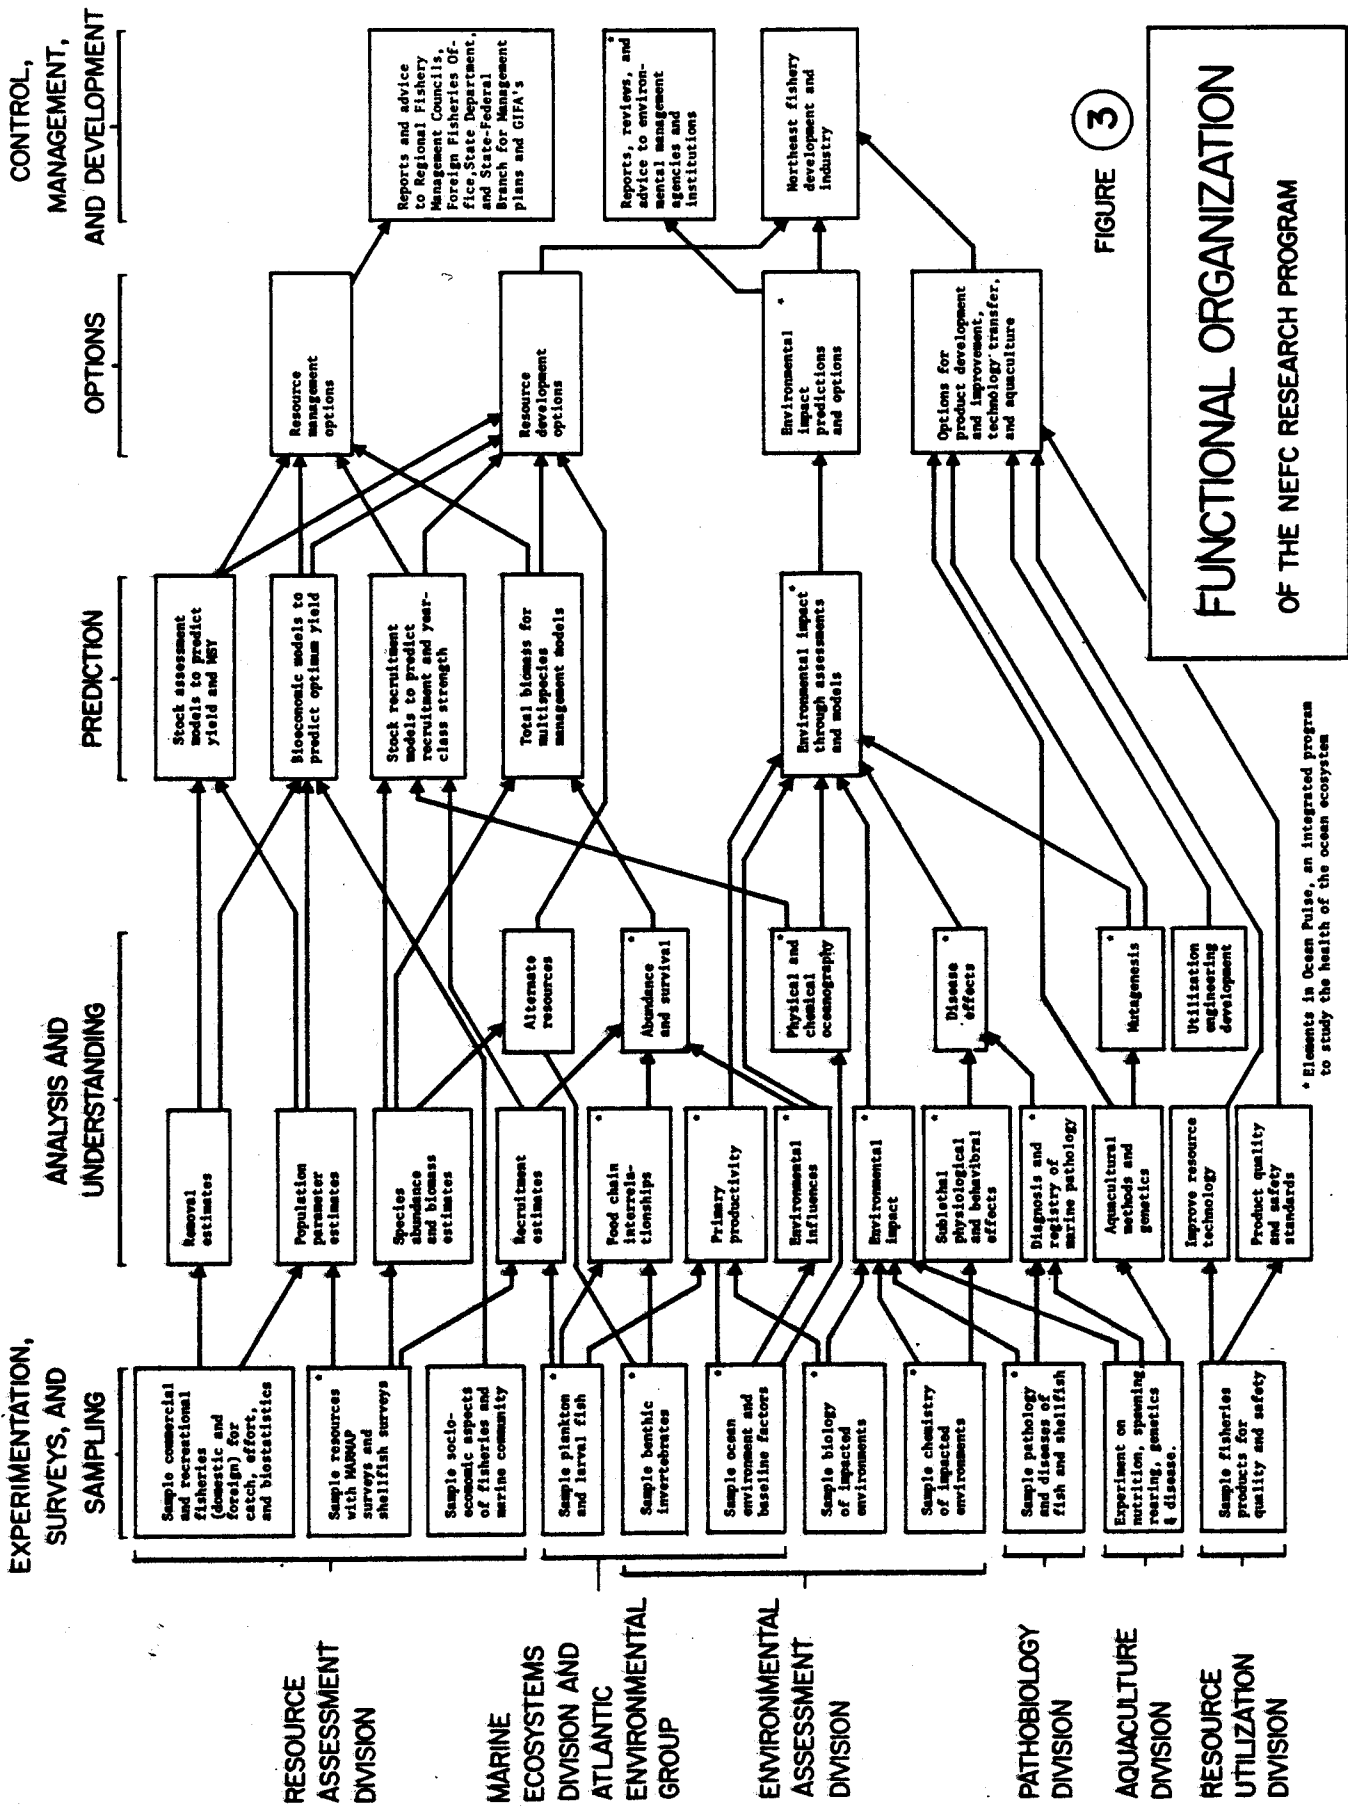 EXPERIMENTATION,
SURVEYS, AND
SAMPLING
ANALYSIS AND
UNDERSTANDING
PREDICTION
OPTIONS
CONTROL,
MANAGEMENT,
AND DEVELOPMENT
RESOURCE
ASSESSMENT
DIVISION
MARINE
ECOSYSTEMS
DIVISION AND
ATLANTIC
ENVIRONMENTAL
GROUP
ENVIRONMENTAL
ASSESSMENT
DIVISION
PATHOBIOLOGY
DIVISION
AQUACULTURE
DIVISION
RESOURCE
UTILIZATION
DIVISION
Sample commercial
and recreational
fisheries
(domestic and
foreign) for
catch, effort,
and biostatistics
*
Sample resources
with MARMAP
surveys and
shellfish surveys
Sample socio-
economic aspects
of fisheries and
marine community
*
Sample plankton
and larval fish
*
Sample benthic
invertebrates
*
Sample ocean
environment and
baseline factors
*
Sample biology
of impacted
environments
*
Sample chemistry
of impacted
environments
*
Sample pathology
and diseases of
fish and shellfish
Experiment on
nutrition, spawning,
rearing, genetics
& disease.
Sample fisheries
products for
quality and safety
Removal
estimates
Population
parameter
estimates
Species
abundance
and biomass
estimates
Recruitment
estimates
*
Food chain
interrela-
tionships
*
Primary
productivity
*
Environmental
influences
*
Environmental
impact
*
Sublethal
physiological
and behavibral
effects
*
Diagnosis and
registry of
marine pathology
Aquacultural
methods and
genetics
Improve resource
technology
Product quality
and safety
standards
Alternate
resources
*
Abundance
and survival
*
Physical and
chemical
oceanography
*
Disease
effects
*
Mutagenesis
Utilization
engineering
development
Stock assessment
models to predict
yield and MSY
Bioeconomic models to
predict optimum yield
Stock recruitment
models to predict
recruitment and year-
class strength
Total biomass for
multispecies
management models
Environmental impact *
through assessments
and models
Resource
management
options
Resource
development
options
*
Environmental
impact
predictions
and options
Options for
product development
and improvement,
technology transfer,
and aquaculture
Reports and advice
to Regional Fishery
Management Councils,
Foreign Fisheries Of-
fice, State Department,
and State-Federal
Branch for Management
plans and GIFA's
*
Reports, reviews, and
advice to environ-
mental management
agencies and
institutions
Northeast fishery
development and
industry
* Elements in Ocean Pulse, an integrated program
to study the health of the ocean ecosystem
FIGURE 3
FUNCTIONAL ORGANIZATION
OF THE NEFC RESEARCH PROGRAM